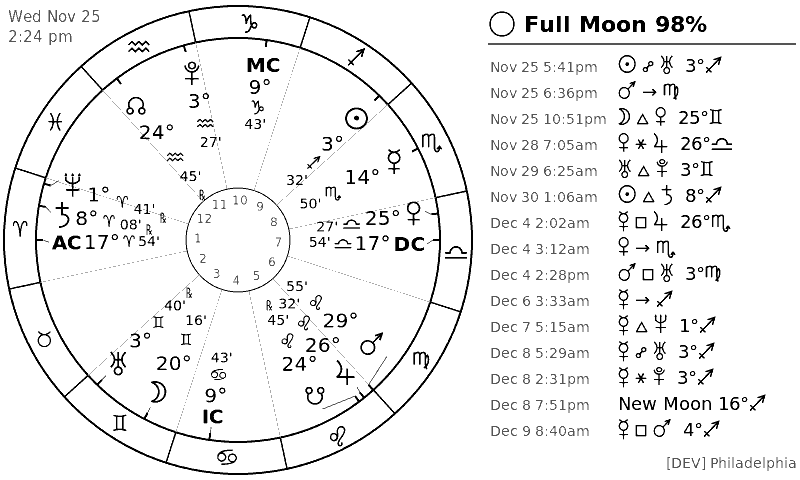 Wed Nov 25
2:24 pm
♑
♒
♐
♓
♏
♈
♎
♉
♍
♊
♌
♋
MC
9°
♑
43'
♇
3°
♒
27'
☊
24°
♒
45'
℞
☉
3°
♐
32'
☿
14°
♏
50'
♀ 25° ♎ 27'
DC 17° ♎ 54'
♆ 1° ♈ 41' ℞
♄ 8° ♈ 08' ℞
AC 17° ♈ 54'
♅
3°
♊
40'
℞
☽
20°
♊
16'
43'
♋
9°
IC
♂
29°
♌
55'
♃
26°
♌
32'
☋
24°
♌
45'
℞
1
2
3
4
5
6
7
8
9
10
11
12
Full Moon 98%
Nov 25 5:41pm ☉ ☍ ♅ 3°♐
Nov 25 6:36pm ♂ → ♍
Nov 25 10:51pm ☽ △ ♀ 25°♊
Nov 28 7:05am ♀ ⚹ ♃ 26°♎
Nov 29 6:25am ♅ △ ♇ 3°♊
Nov 30 1:06am ☉ △ ♄ 8°♐
Dec 4 2:02am ☿ □ ♃ 26°♏
Dec 4 3:12am ♀ → ♏
Dec 4 2:28pm ♂ □ ♅ 3°♍
Dec 6 3:33am ☿ → ♐
Dec 7 5:15am ☿ △ ♆ 1°♐
Dec 8 5:29am ☿ ☍ ♅ 3°♐
Dec 8 2:31pm ☿ ⚹ ♇ 3°♐
Dec 8 7:51pm New Moon 16°♐
Dec 9 8:40am ☿ □ ♂ 4°♐
[DEV] Philadelphia